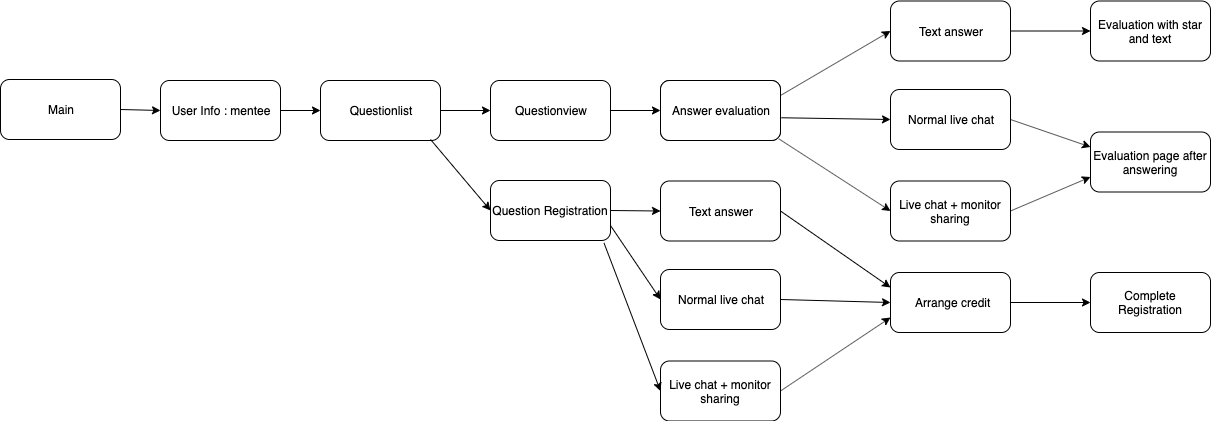 Text answer
Evaluation with star
and text
Main
User Info : mentee
Questionlist
Questionview
Answer evaluation
Normal live chat
Evaluation page after
answering
Question Registration
Text answer
Live chat + monitor
sharing
Normal live chat
Arrange credit
Complete
Registration
Live chat + monitor
sharing